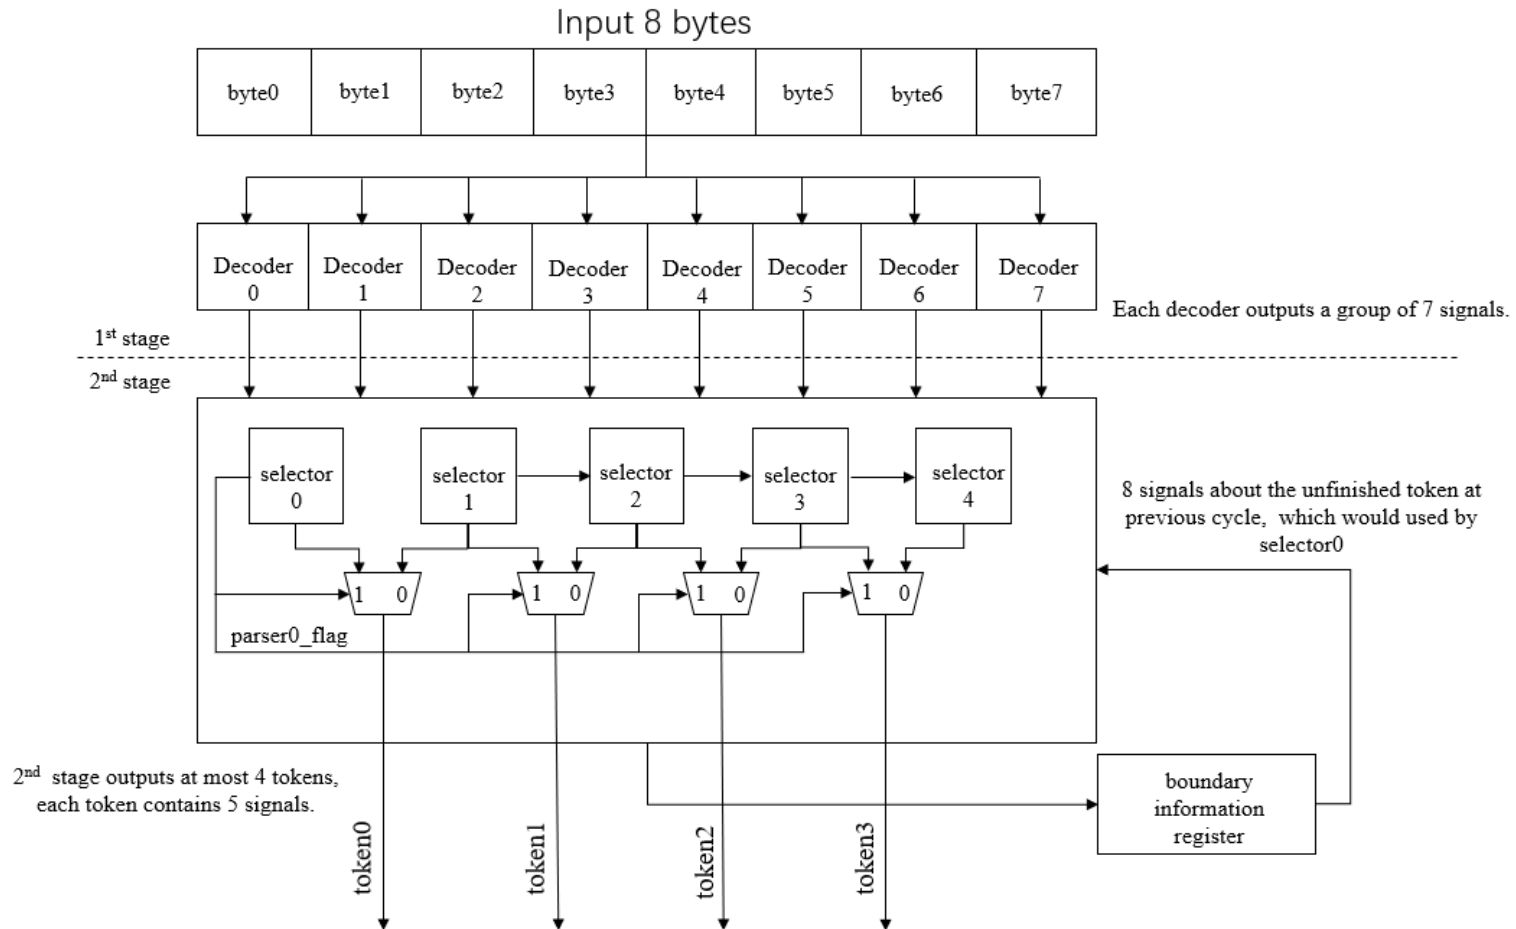 Input 8 bytes
byte0 byte1 byte2 byte3 byte4 byte5 byte6 byte7
Decoder 0
Decoder 1
Decoder 2
Decoder 3
Decoder 4
Decoder 5
Decoder 6
Decoder 7
Each decoder outputs a group of 7 signals.
1st stage
2nd stage
selector 0
selector 1
selector 2
selector 3
selector 4
8 signals about the unfinished token at
previous cycle, which would used by
selector0
1 0
1 0
1 0
1 0
parser0_flag
2nd stage outputs at most 4 tokens,
each token contains 5 signals.
boundary
information
register
token0
token1
token2
token3